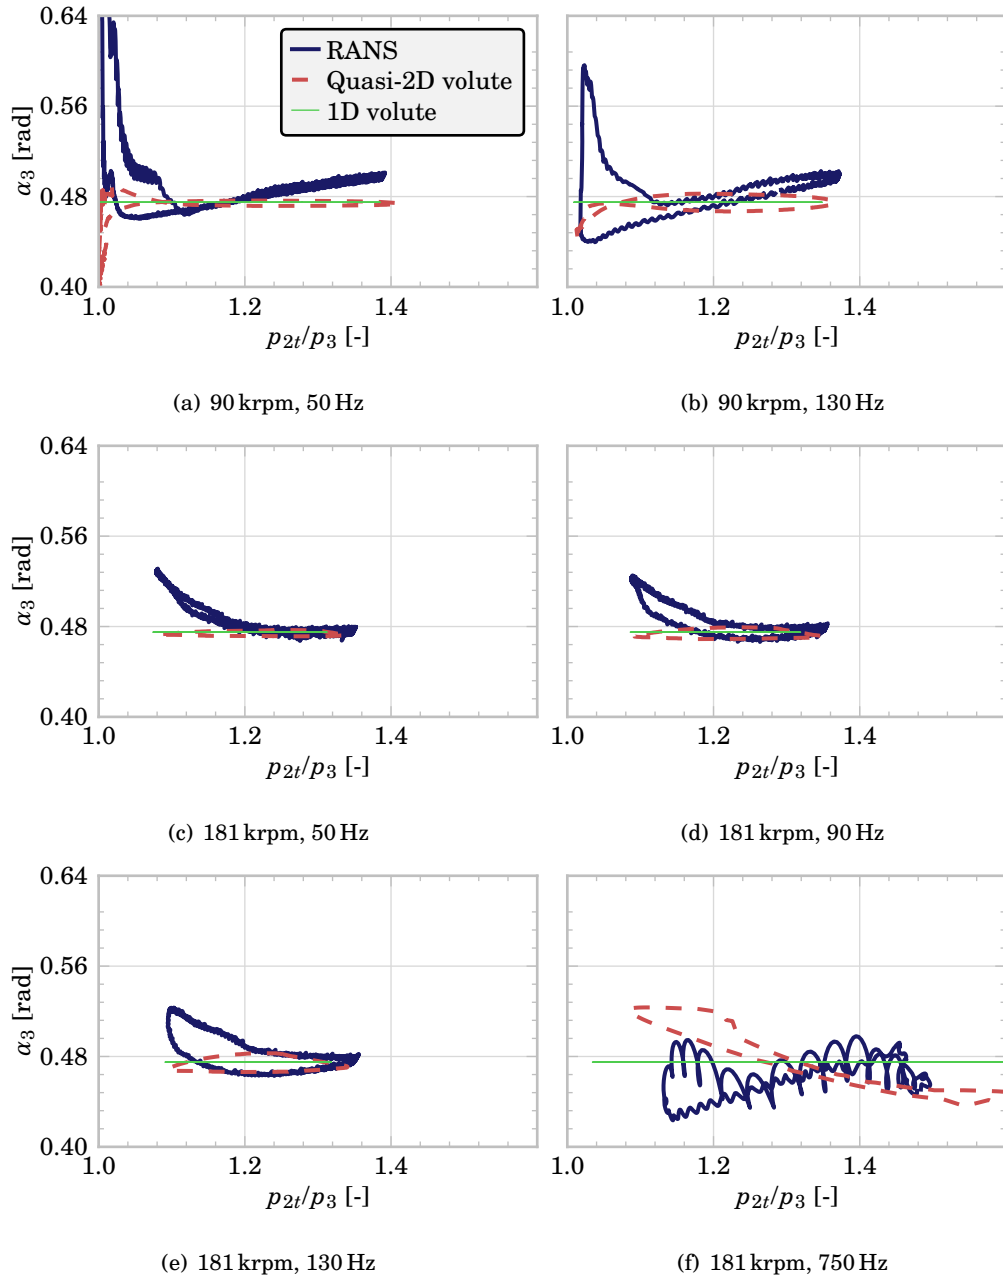 0.64
0.56
0.48
0.40
α3 [rad]
RANS
Quasi-2D volute
1D volute
1.0 1.2 1.4
p2t/p3 [-]
1.0 1.2 1.4
p2t/p3 [-]
(a) 90 krpm, 50 Hz
(b) 90 krpm, 130 Hz
0.64
0.56
0.48
0.40
α3 [rad]
1.0 1.2 1.4
p2t/p3 [-]
1.0 1.2 1.4
p2t/p3 [-]
(c) 181 krpm, 50 Hz
(d) 181 krpm, 90 Hz
0.64
0.56
0.48
0.40
α3 [rad]
1.0 1.2 1.4
p2t/p3 [-]
1.0 1.2 1.4
p2t/p3 [-]
(e) 181 krpm, 130 Hz
(f) 181 krpm, 750 Hz